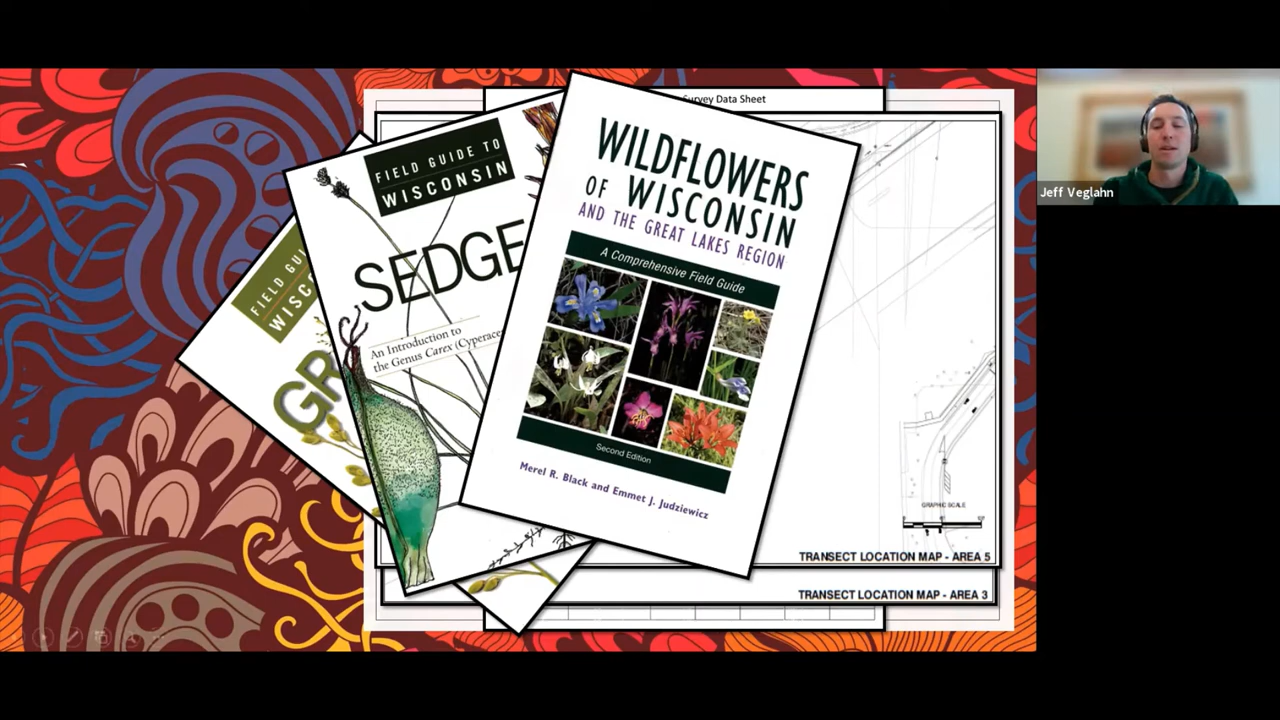 Survey Data Sheet
WILDFLOWERS
OF WISCONSIN
AND THE GREAT LAKES REGION
A Comprehensive Field Guide
Second Edition
Merel R. Black and Emmet J. Judziewicz
FIELD GUIDE TO
WISCONSIN
SEDGE
An Introduction to
the Genus Carex (Cyperace
FIELD GUI
WISC
GR
GRAPHIC SCALE
TRANSECT LOCATION MAP - AREA 5
TRANSECT LOCATION MAP - AREA 3
Jeff Veglahn